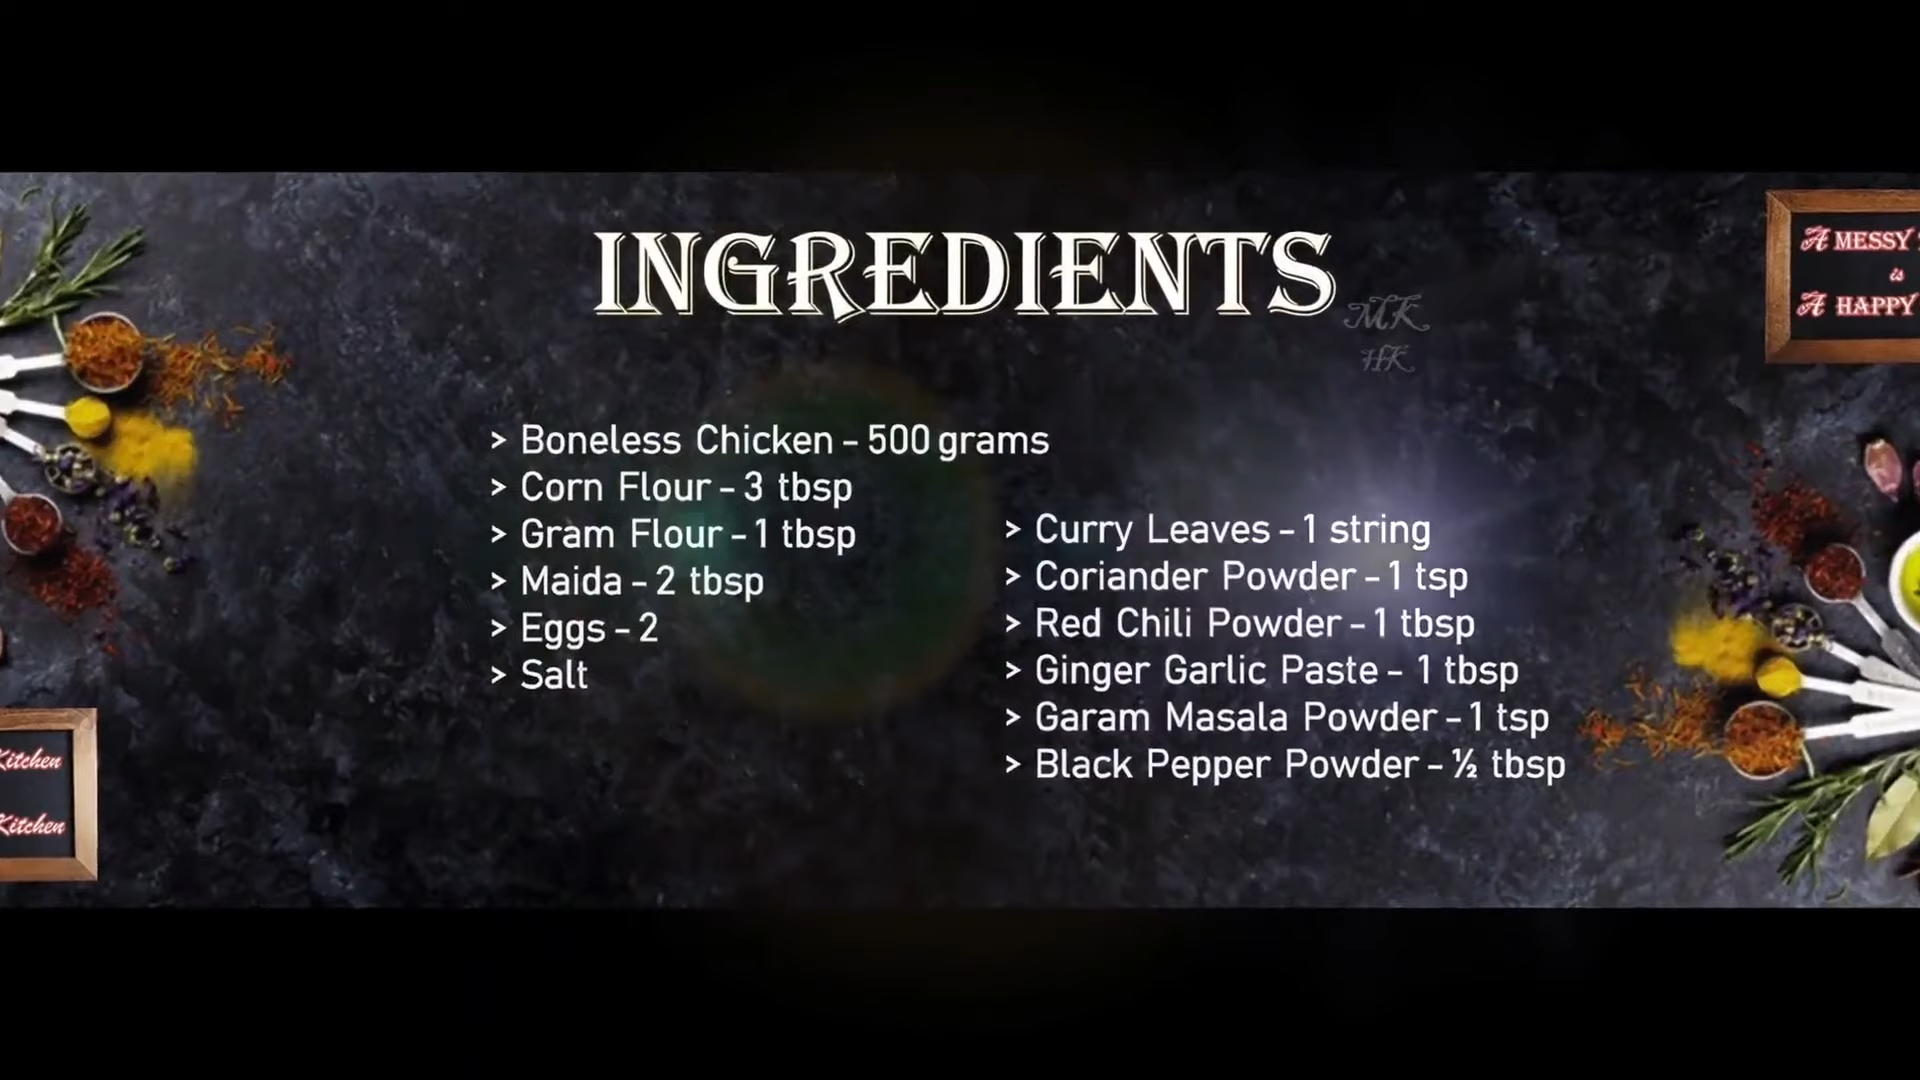 INGREDIENTS
MK
HK
A MESSY
is
A HAPPY
> Boneless Chicken - 500 grams
> Corn Flour - 3 tbsp
> Gram Flour - 1 tbsp
> Maida - 2 tbsp
> Eggs - 2
> Salt
> Curry Leaves - 1 string
> Coriander Powder - 1 tsp
> Red Chili Powder - 1 tbsp
> Ginger Garlic Paste - 1 tbsp
> Garam Masala Powder - 1 tsp
> Black Pepper Powder - ½ tbsp
Kitchen
Kitchen